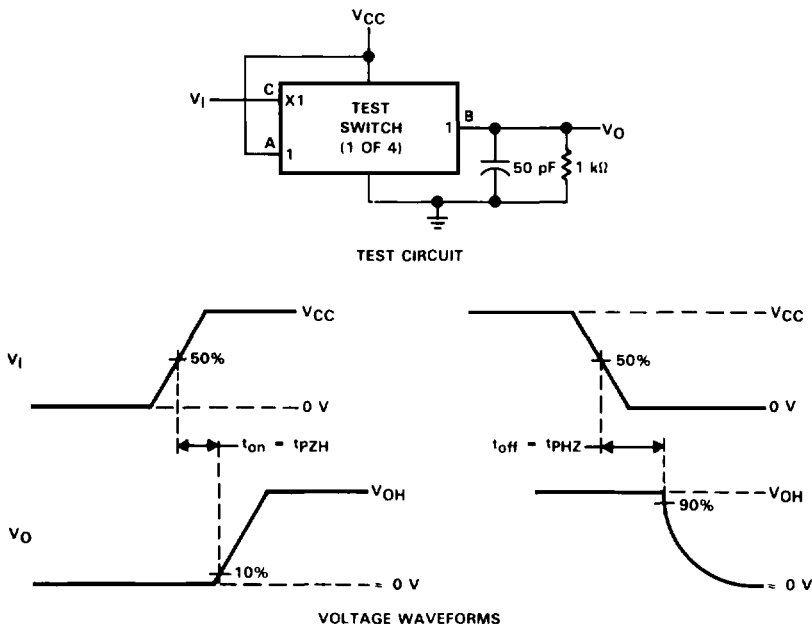 VCC
VI
C
X1
TEST
SWITCH
(1 OF 4)
A
1
1
B
VO
50 pF
1 kΩ
TEST CIRCUIT
VCC
VCC
VI
50%
50%
0 V
0 V
ton = tPZH
toff = tPHZ
VOH
VOH
90%
VO
10%
≈ 0 V
≈ 0 V
VOLTAGE WAVEFORMS